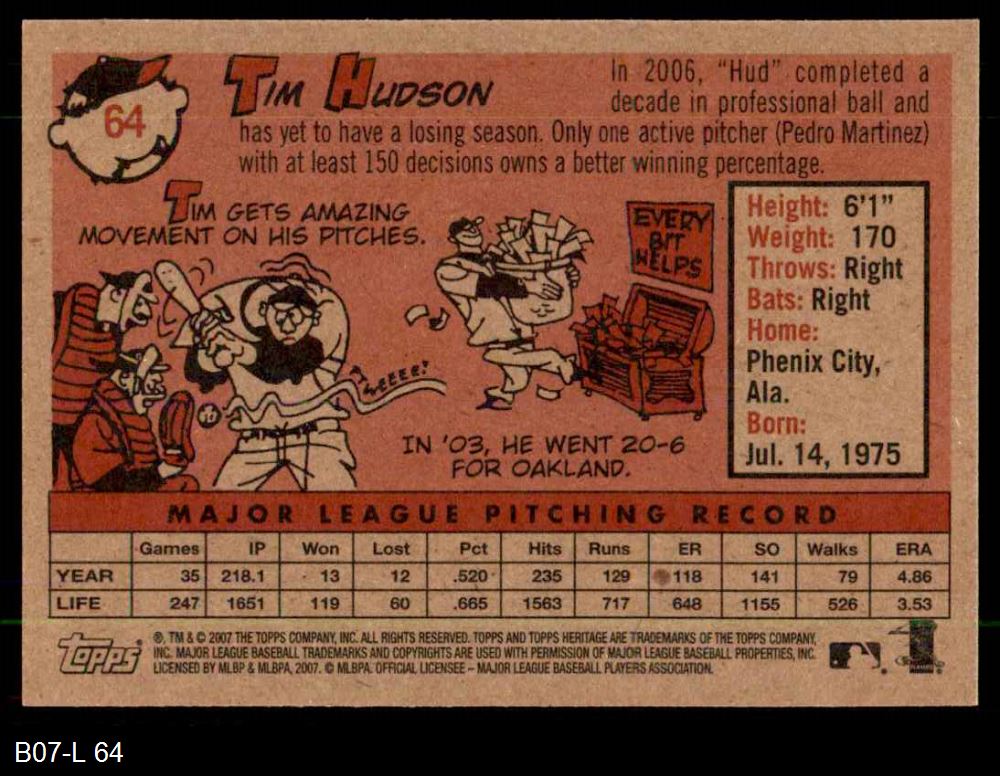 64
TIM HUDSON
In 2006, "Hud" completed a
decade in professional ball and
has yet to have a losing season. Only one active pitcher (Pedro Martinez)
with at least 150 decisions owns a better winning percentage.
TIM GETS AMAZING
MOVEMENT ON HIS PITCHES.
EVERY
BIT
HELPS
Height: 6'1"
Weight: 170
Throws: Right
Bats: Right
Home:
Phenix City,
Ala.
Born:
Jul. 14, 1975
IN '03, HE WENT 20-6
FOR OAKLAND.
MAJOR LEAGUE PITCHING RECORD
Games IP Won Lost Pct Hits Runs ER SO Walks ERA
YEAR 35 218.1 13 12 .520 235 129 118 141 79 4.86
LIFE 247 1651 119 60 .665 1563 717 648 1155 526 3.53
TOPPS
®, TM & © 2007 THE TOPPS COMPANY, INC. ALL RIGHTS RESERVED. TOPPS AND TOPPS HERITAGE ARE TRADEMARKS OF THE TOPPS COMPANY,
INC. MAJOR LEAGUE BASEBALL TRADEMARKS AND COPYRIGHTS ARE USED WITH PERMISSION OF MAJOR LEAGUE BASEBALL PROPERTIES, INC.
LICENSED BY MLBP & MLBPA, 2007. © MLBPA. OFFICIAL LICENSEE – MAJOR LEAGUE BASEBALL PLAYERS ASSOCIATION.
B07-L 64